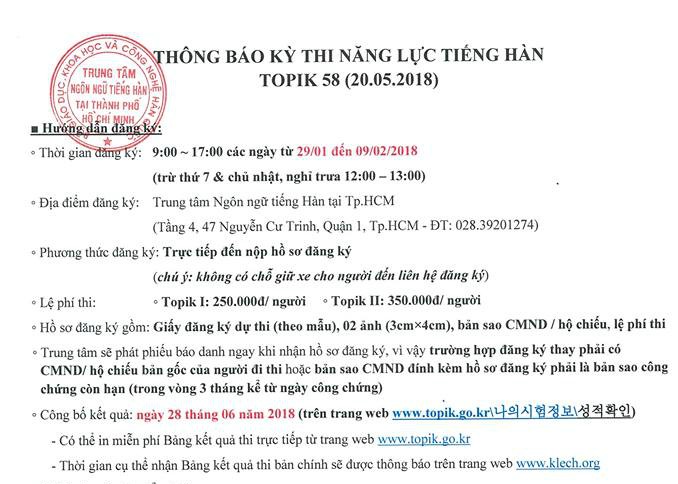 THÔNG BÁO KỲ THI NĂNG LỰC TIẾNG HÀN
TOPIK 58 (20.05.2018)
TRUNG TÂM
NGÔN NGỮ TIẾNG HÀN
TẠI THÀNH PHỐ
HỒ CHÍ MINH
■ Hướng dẫn đăng ký:
◦ Thời gian đăng ký: 9:00 ~ 17:00 các ngày từ 29/01 đến 09/02/2018
(trừ thứ 7 & chủ nhật, nghỉ trưa 12:00 – 13:00)
◦ Địa điểm đăng ký: Trung tâm Ngôn ngữ tiếng Hàn tại Tp.HCM
(Tầng 4, 47 Nguyễn Cư Trinh, Quận 1, Tp.HCM - ĐT: 028.39201274)
◦ Phương thức đăng ký: Trực tiếp đến nộp hồ sơ đăng ký
(chú ý: không có chỗ giữ xe cho người đến liên hệ đăng ký)
◦ Lệ phí thi: ◦ Topik I: 250.000đ/ người ◦ Topik II: 350.000đ/ người
◦ Hồ sơ đăng ký gồm: Giấy đăng ký dự thi (theo mẫu), 02 ảnh (3cm×4cm), bản sao CMND / hộ chiếu, lệ phí thi
◦ Trung tâm sẽ phát phiếu báo danh ngay khi nhận hồ sơ đăng ký, vì vậy trường hợp đăng ký thay phải có
CMND/ hộ chiếu bản gốc của người đi thi hoặc bản sao CMND đính kèm hồ sơ đăng ký phải là bản sao công
chứng còn hạn (trong vòng 3 tháng kể từ ngày công chứng)
◦ Công bố kết quả: ngày 28 tháng 06 năm 2018 (trên trang web www.topik.go.kr\나의시험정보\성적확인)
- Có thể in miễn phí Bảng kết quả thi trực tiếp từ trang web www.topik.go.kr
- Thời gian cụ thể nhận Bảng kết quả thi bản chính sẽ được thông báo trên trang web www.klech.org